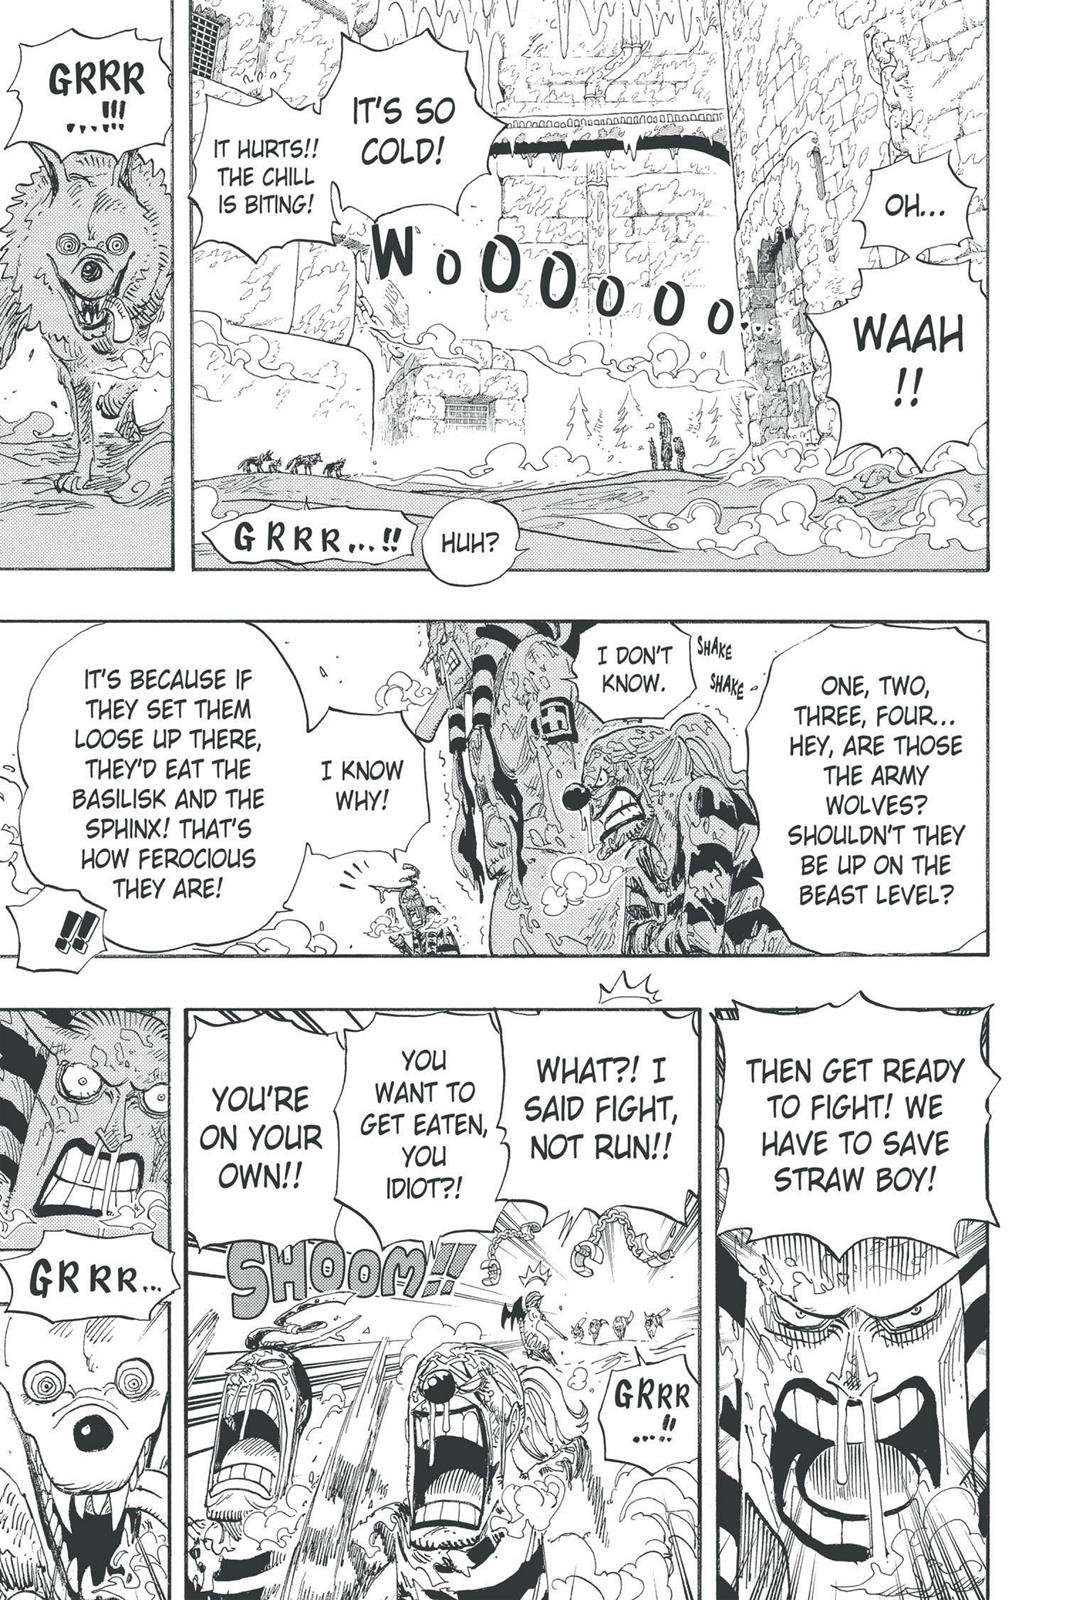 OH...
WAAH
!!
IT'S SO
COLD!
IT HURTS!!
THE CHILL
IS BITING!
WOOOOOOO...
GRRR...!!
HUH?
GRRR
...!!!
ONE, TWO,
THREE, FOUR...
HEY, ARE THOSE
THE ARMY
WOLVES?
SHOULDN'T THEY
BE UP ON THE
BEAST LEVEL?
SHAKE
SHAKE
I DON'T
KNOW.
I KNOW
WHY!
IT'S BECAUSE IF
THEY SET THEM
LOOSE UP THERE,
THEY'D EAT THE
BASILISK AND THE
SPHINX! THAT'S
HOW FEROCIOUS
THEY ARE!
!!
THEN GET READY
TO FIGHT! WE
HAVE TO SAVE
STRAW BOY!
WHAT?! I
SAID FIGHT,
NOT RUN!!
YOU
WANT TO
GET EATEN,
YOU
IDIOT?!
YOU'RE
ON YOUR
OWN!!
SHOOM!!
GRRR
...!!
GRRR...